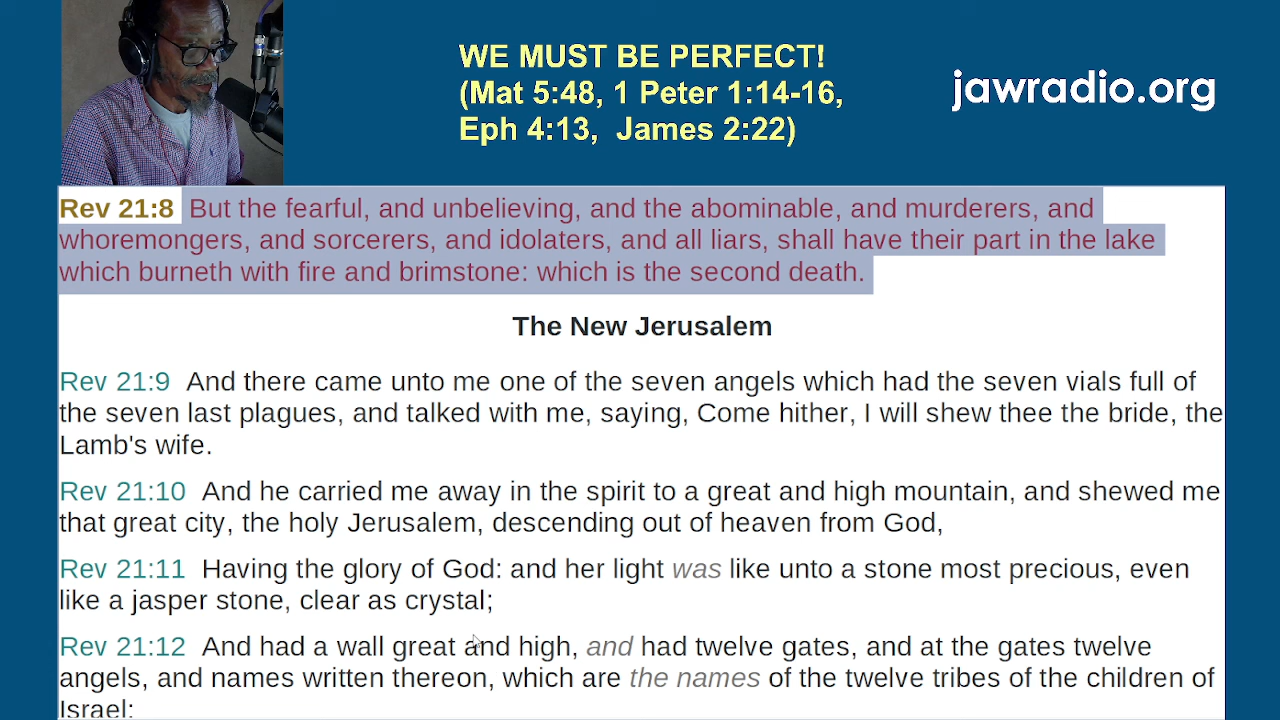 WE MUST BE PERFECT!
(Mat 5:48, 1 Peter 1:14-16,
Eph 4:13,  James 2:22)
jawradio.org
Rev 21:8 But the fearful, and unbelieving, and the abominable, and murderers, and
whoremongers, and sorcerers, and idolaters, and all liars, shall have their part in the lake
which burneth with fire and brimstone: which is the second death.
The New Jerusalem
Rev 21:9 And there came unto me one of the seven angels which had the seven vials full of
the seven last plagues, and talked with me, saying, Come hither, I will shew thee the bride, the
Lamb's wife.
Rev 21:10 And he carried me away in the spirit to a great and high mountain, and shewed me
that great city, the holy Jerusalem, descending out of heaven from God,
Rev 21:11 Having the glory of God: and her light was like unto a stone most precious, even
like a jasper stone, clear as crystal;
Rev 21:12 And had a wall great and high, and had twelve gates, and at the gates twelve
angels, and names written thereon, which are the names of the twelve tribes of the children of
Israel: